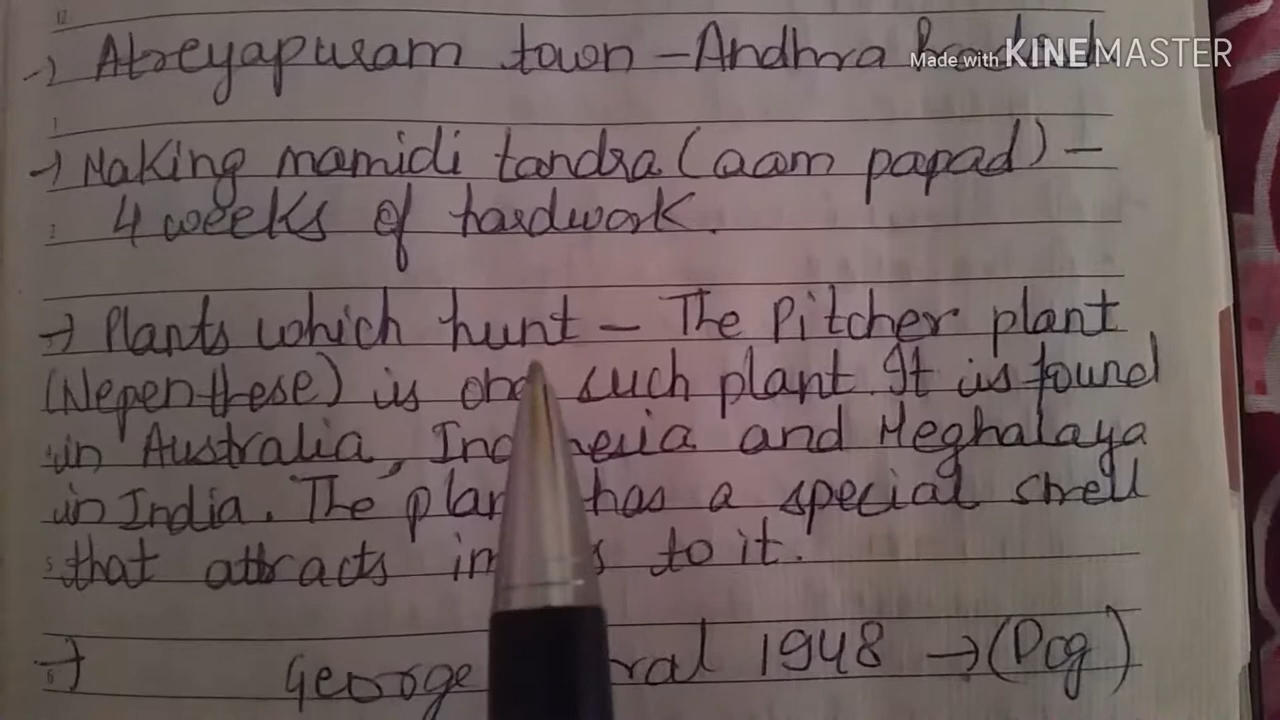 → Atreyapuram town - Andhra
Made with KINEMASTER
→ Making mamidi tandra (aam papad) -
4 weeks of hardwork.
→ Plants which hunt - The Pitcher plant
(Nepenthese) is one such plant. It is found
in Australia, and Meghalaya
in India. The has a special smell
that attracts to it.
→ George 1948 → (Dog)